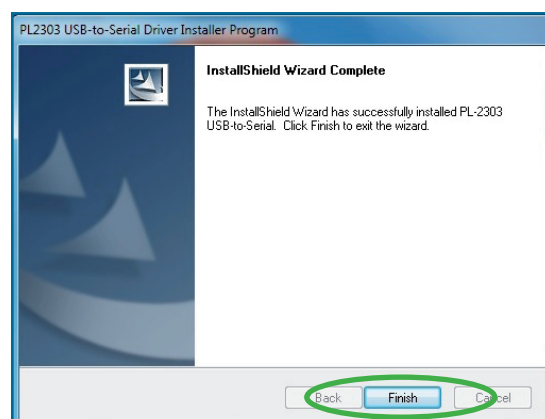 PL2303 USB-to-Serial Driver Installer Program
InstallShield Wizard Complete
The InstallShield Wizard has successfully installed PL-2303
USB-to-Serial. Click Finish to exit the wizard.
Back Finish Cancel